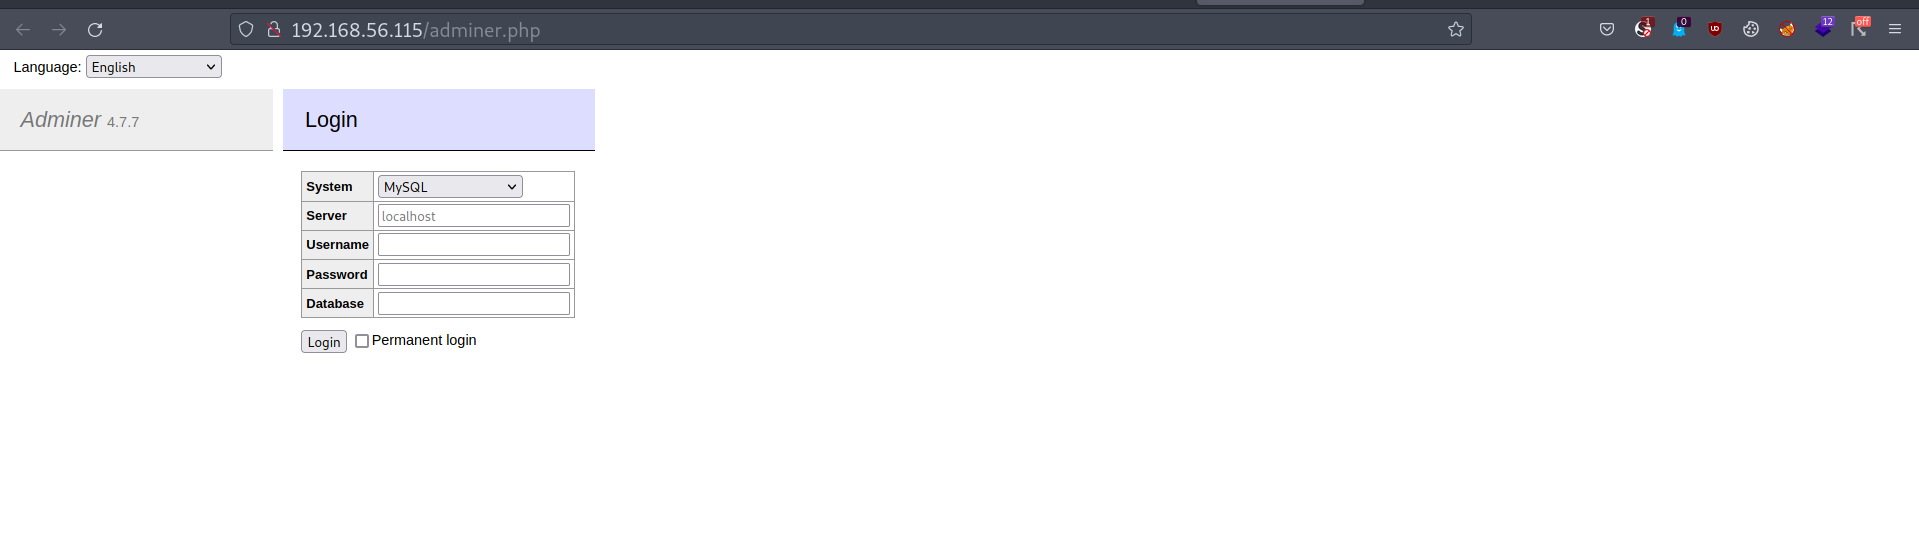 192.168.56.115/adminer.php
1
0
12
off
Language: English
Adminer 4.7.7
Login
System MySQL
Server localhost
Username
Password
Database
Login Permanent login